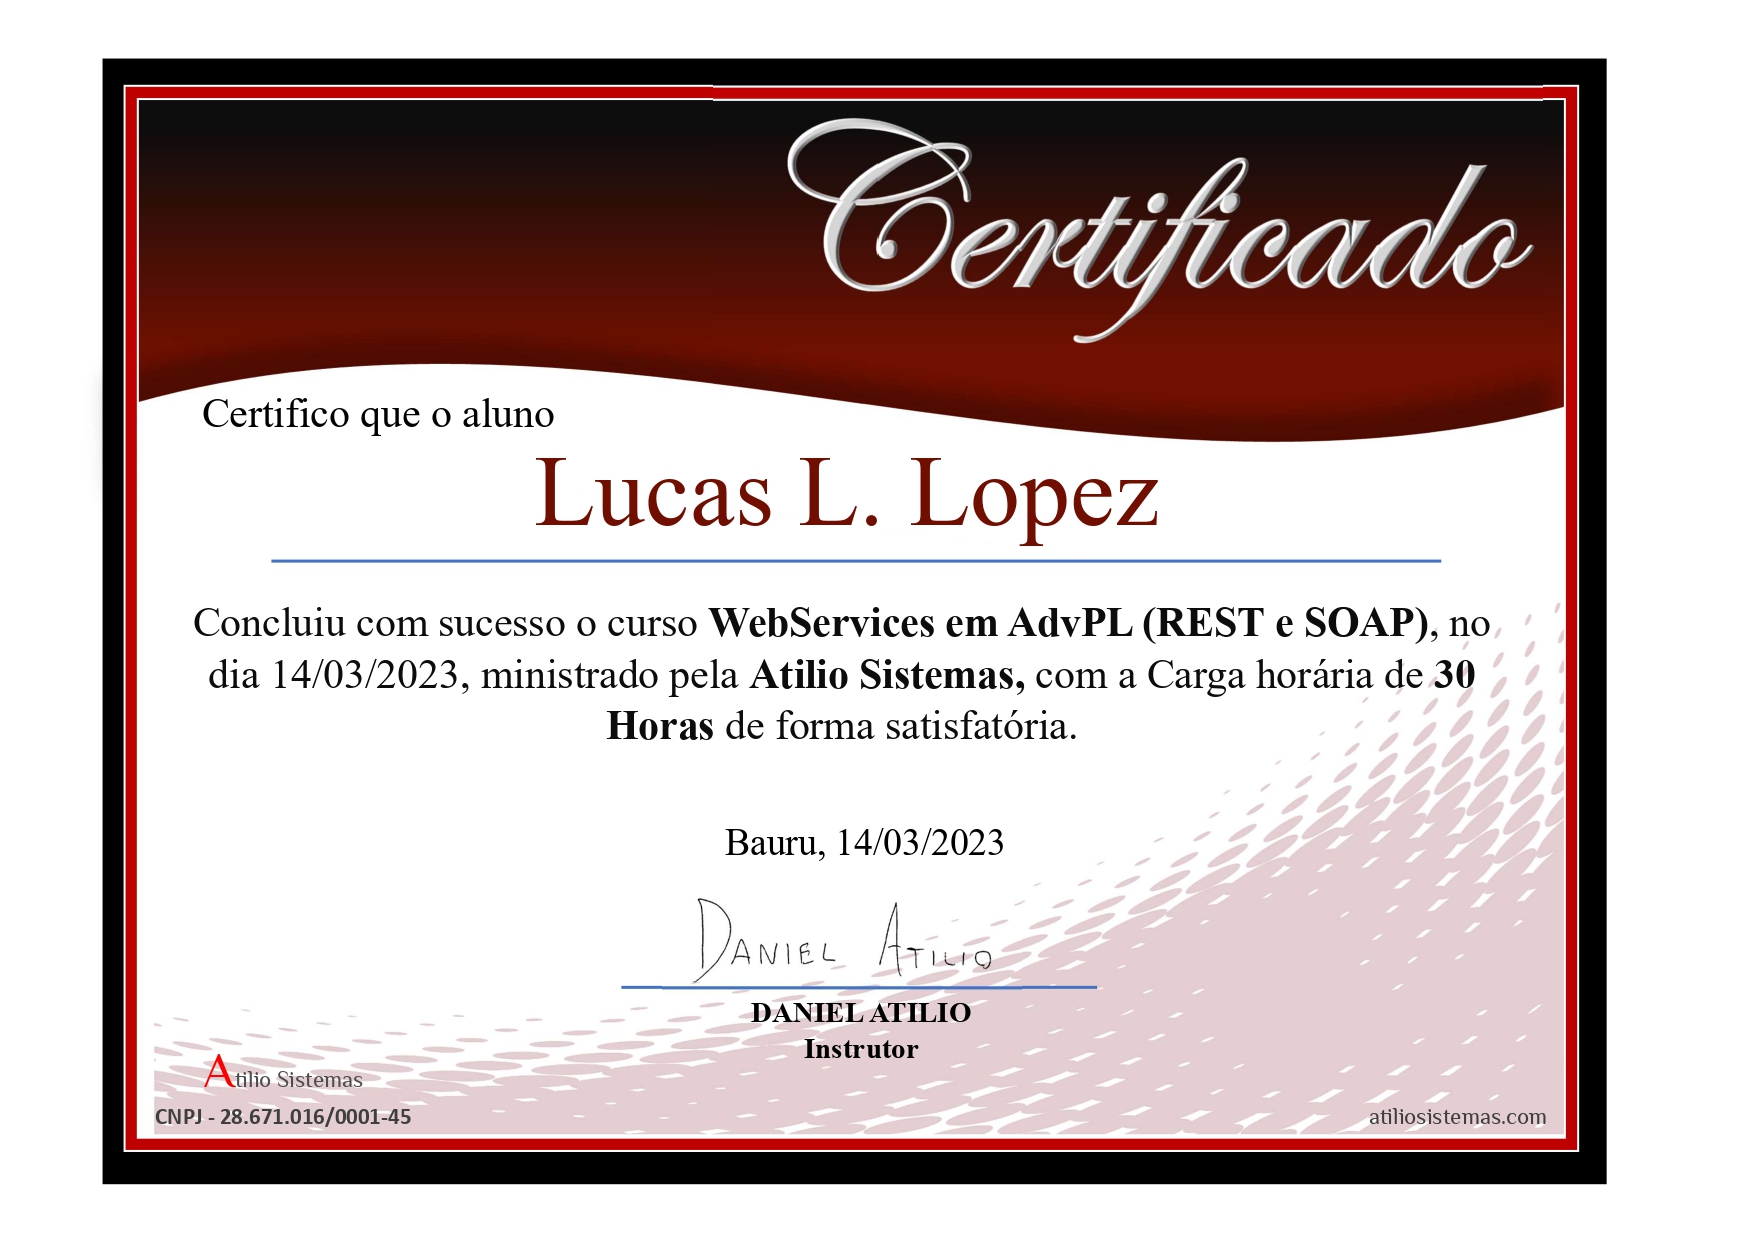 Certificado
Certifico que o aluno
Lucas L. Lopez
Concluiu com sucesso o curso WebServices em AdvPL (REST e SOAP), no
dia 14/03/2023, ministrado pela Atilio Sistemas, com a Carga horária de 30
Horas de forma satisfatória.
Bauru, 14/03/2023
DANIEL ATILIO
DANIEL ATILIO
Instrutor
Atilio Sistemas
CNPJ - 28.671.016/0001-45
atiliosistemas.com